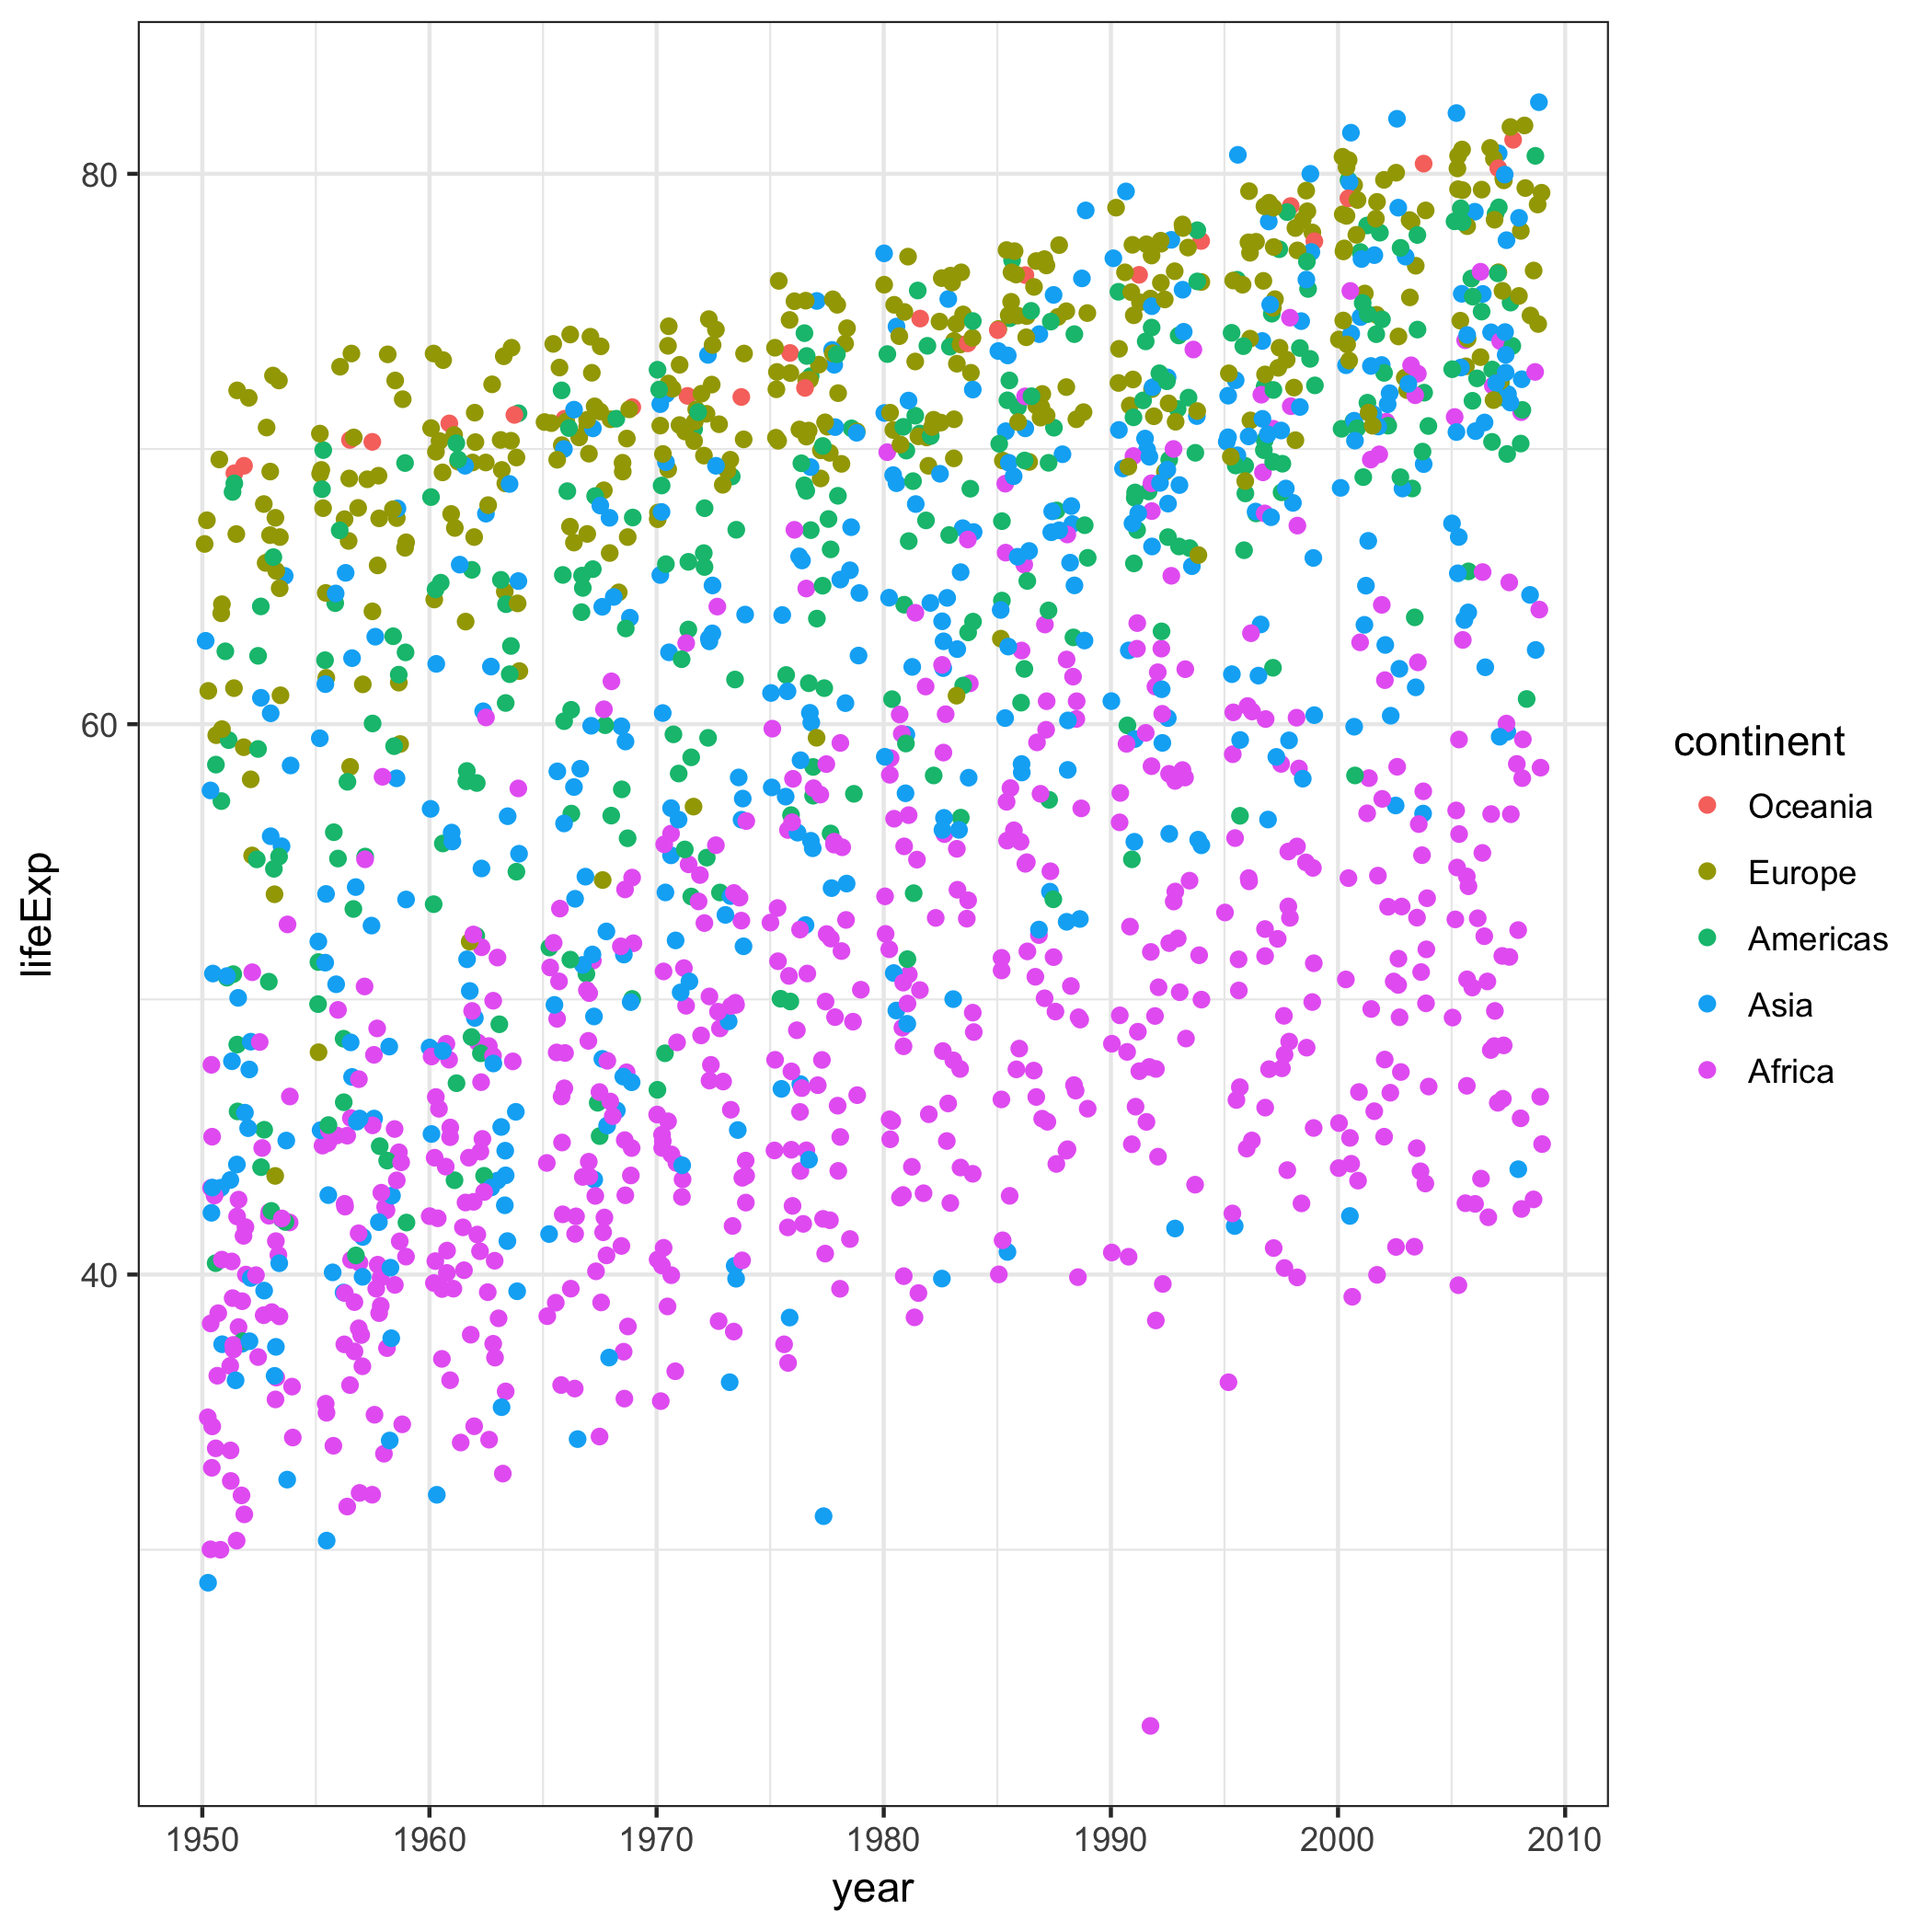 80
60
40
lifeExp
1950 1960 1970 1980 1990 2000 2010
year
continent
Oceania
Europe
Americas
Asia
Africa